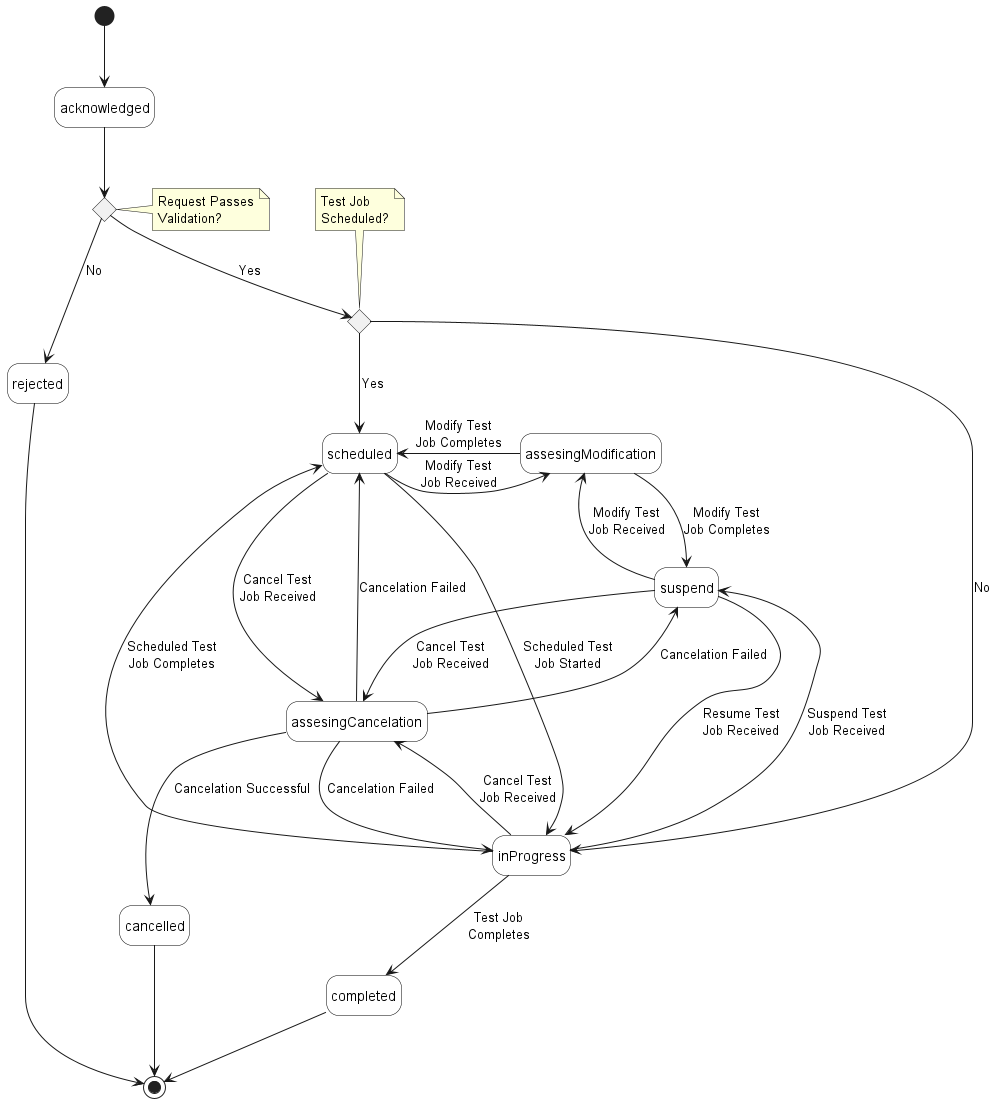 acknowledged
Request Passes
Validation?
Test Job
Scheduled?
No
Yes
rejected
Yes
Modify Test
Job Completes
scheduled
assesingModification
Modify Test
Job Received
Modify Test
Job Received
Modify Test
Job Completes
Cancel Test
Job Received
Cancelation Failed
suspend
No
Scheduled Test
Job Completes
Cancel Test
Job Received
Scheduled Test
Job Started
Cancelation Failed
assesingCancelation
Resume Test
Job Received
Suspend Test
Job Received
Cancelation Successful
Cancelation Failed
Cancel Test
Job Received
inProgress
cancelled
Test Job
Completes
completed